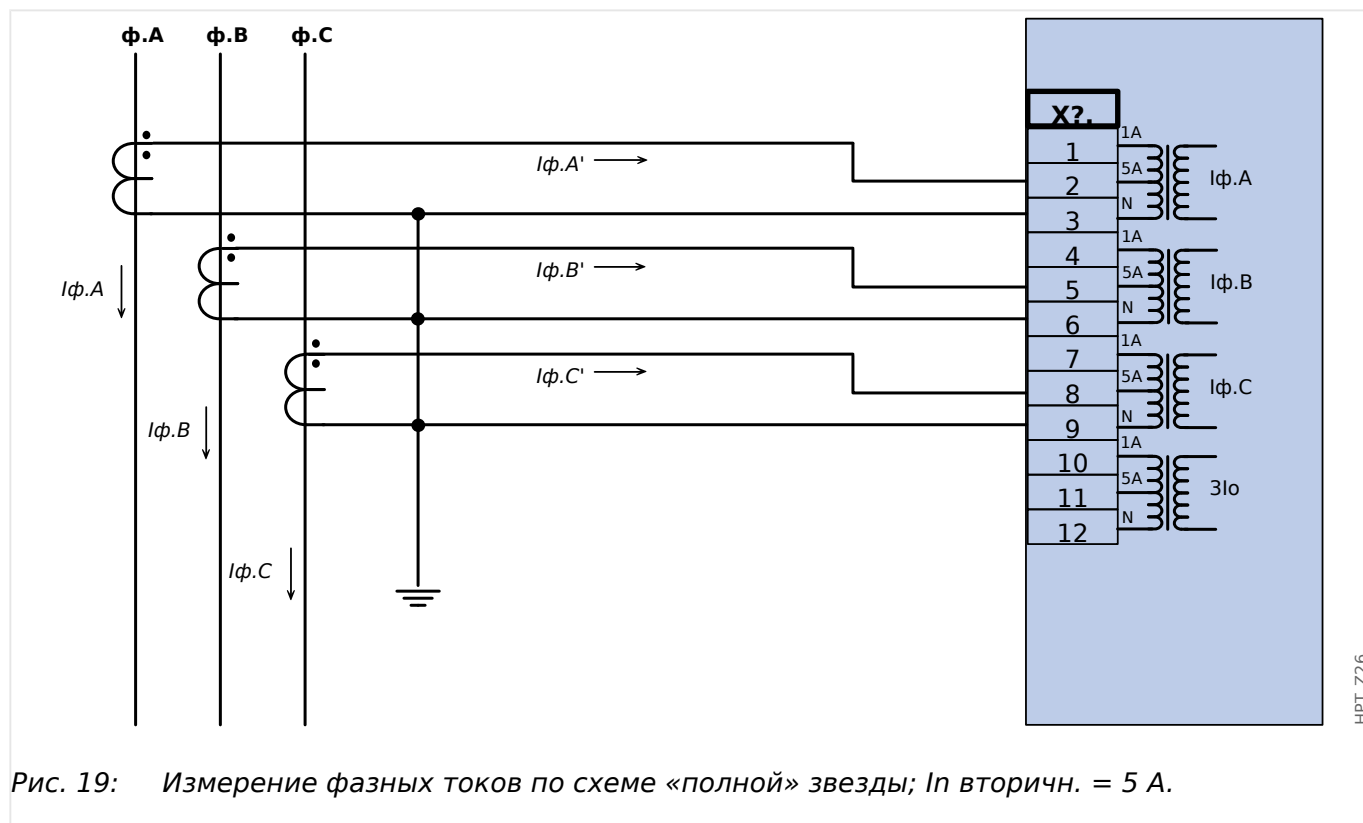 ф.A ф.B ф.C
X?.
1A
1
Iф.A'
5A
Iф.A
2
N
3
1A
4
Iф.B'
5A
Iф.A
Iф.B
5
N
6
1A
7
Iф.C'
5A
Iф.C
8
N
9
Iф.B
1A
10
5A
3Io
11
N
12
Iф.C
HPT_Z26
Рис. 19: Измерение фазных токов по схеме «полной» звезды; In вторичн. = 5 А.